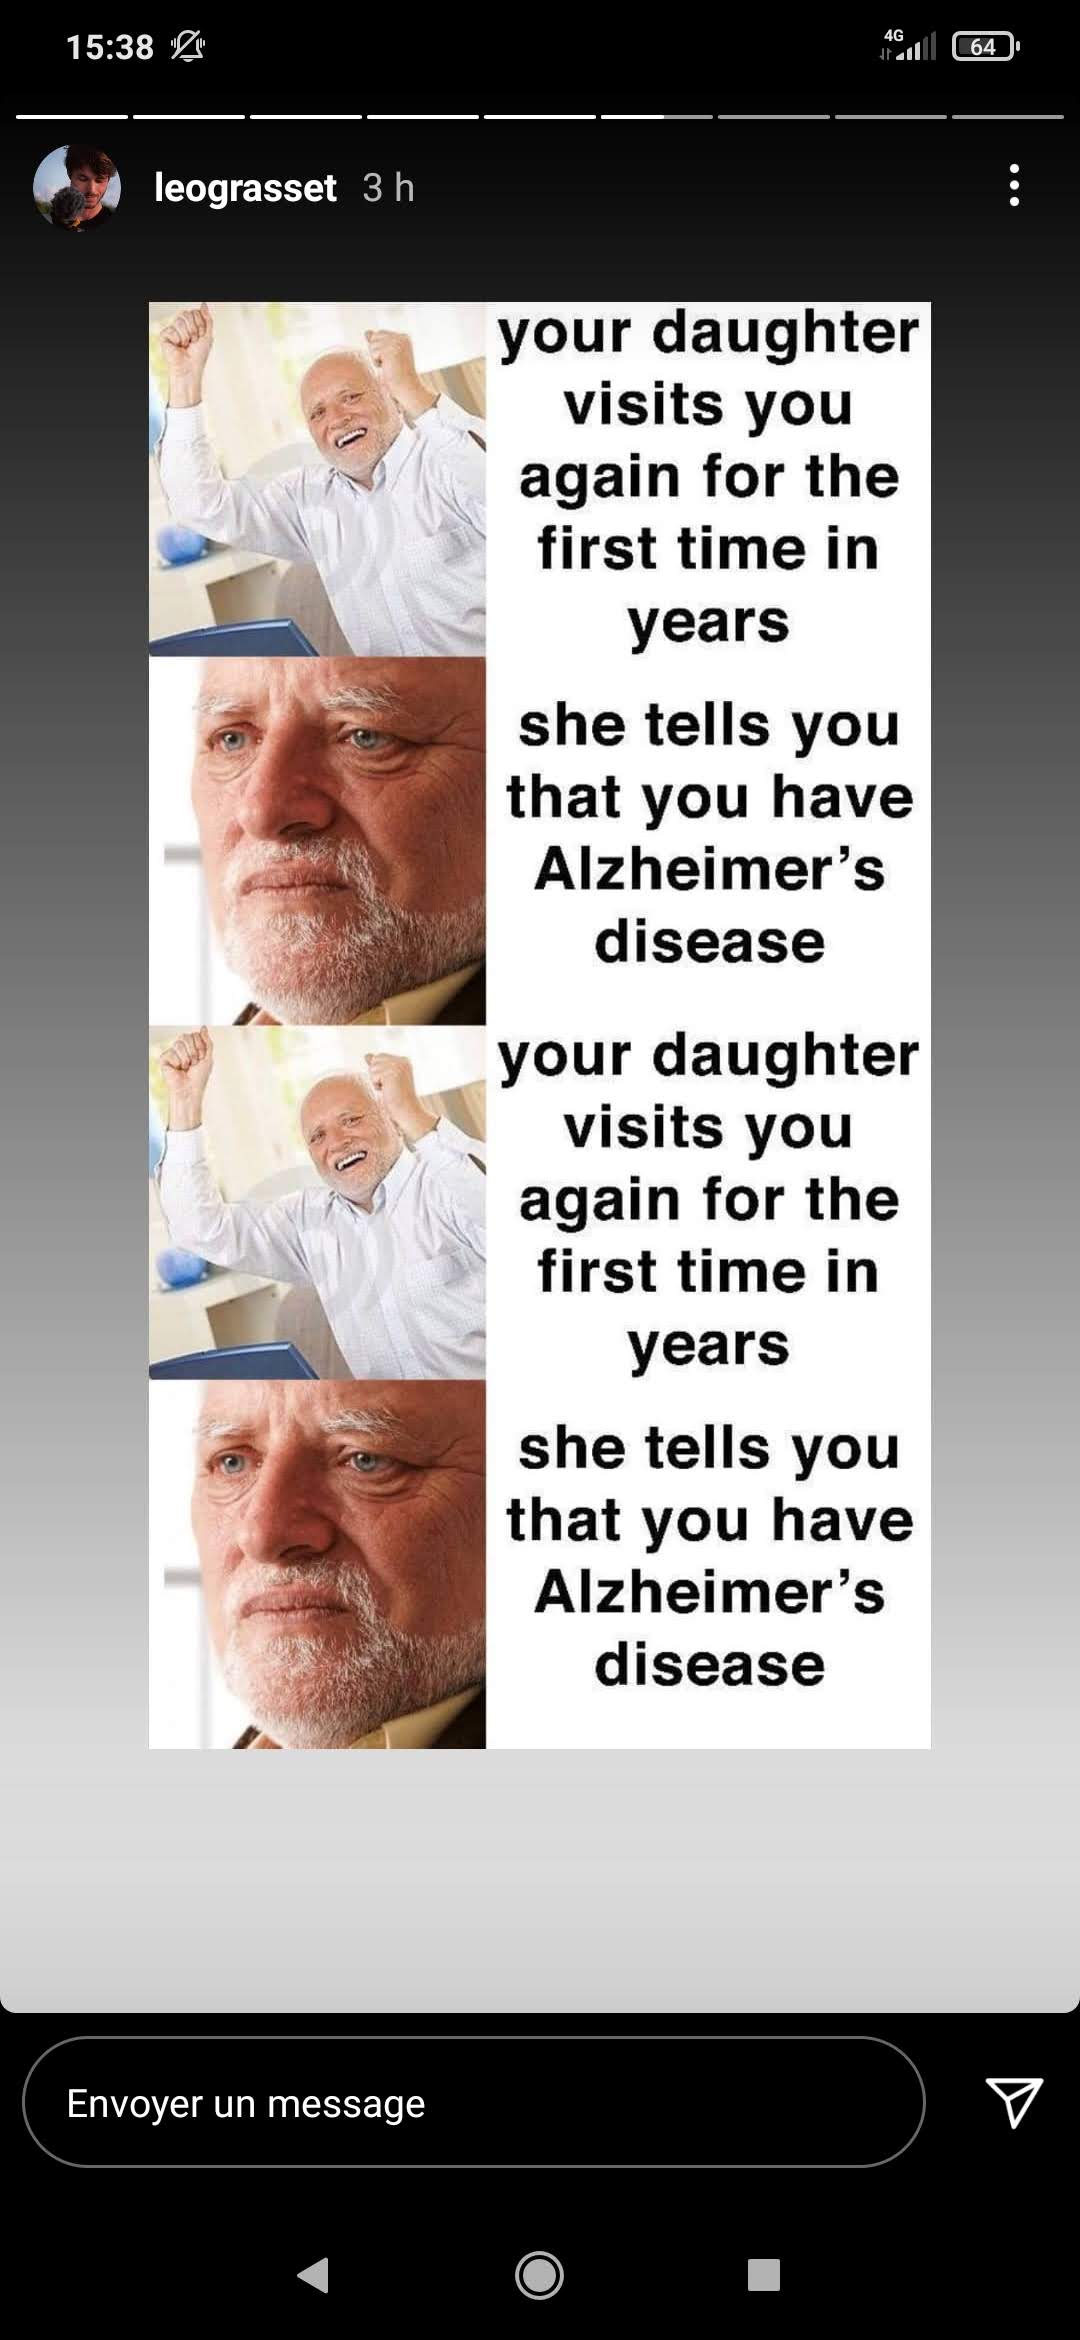 15:38
4G
64
leograsset 3 h
your daughter
visits you
again for the
first time in
years
she tells you
that you have
Alzheimer’s
disease
your daughter
visits you
again for the
first time in
years
she tells you
that you have
Alzheimer’s
disease
Envoyer un message